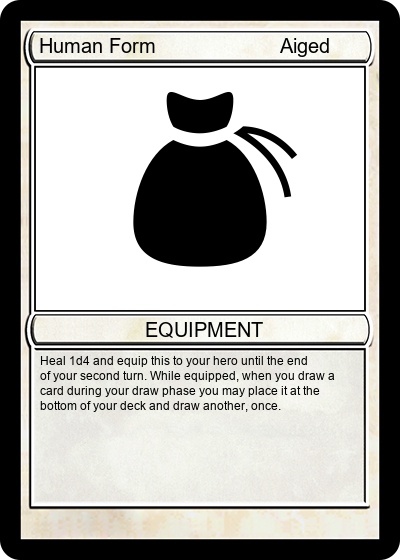 Human Form Aiged
EQUIPMENT
Heal 1d4 and equip this to your hero until the end
of your second turn. While equipped, when you draw a
card during your draw phase you may place it at the
bottom of your deck and draw another, once.